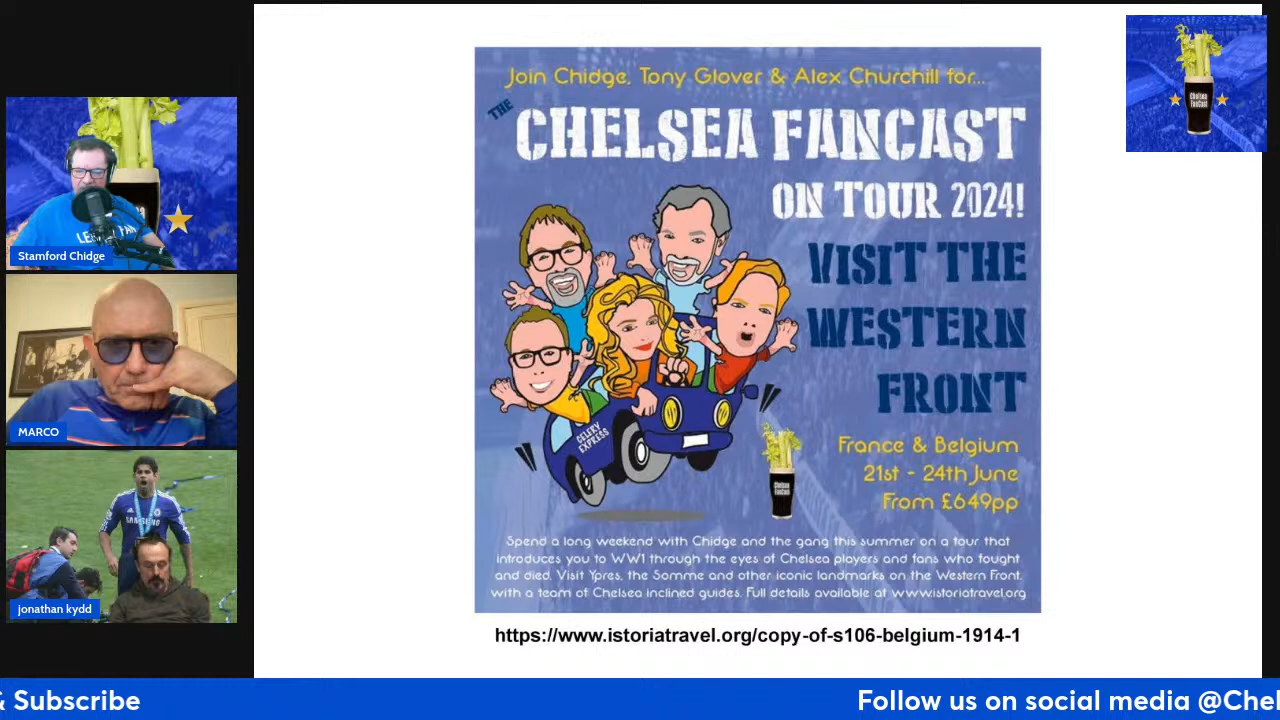 Join Chidge, Tony Glover & Alex Churchill for...
THE
CHELSEA FANCAST
ON TOUR 2024!
VISIT THE
WESTERN
FRONT
CELERY
EXPRESS
Chelsea
FanCast
France & Belgium
21st - 24th June
From £649pp
Spend a long weekend with Chidge and the gang this summer on a tour that
introduces you to WW1 through the eyes of Chelsea players and fans who fought
and died. Visit Ypres, the Somme and other iconic landmarks on the Western Front,
with a team of Chelsea inclined guides. Full details available at www.istoriatravel.org
https://www.istoriatravel.org/copy-of-s106-belgium-1914-1
Chelsea
FanCast
Stamford Chidge
MARCO
SAMSUNG
jonathan kydd
& Subscribe
Follow us on social media @Chel